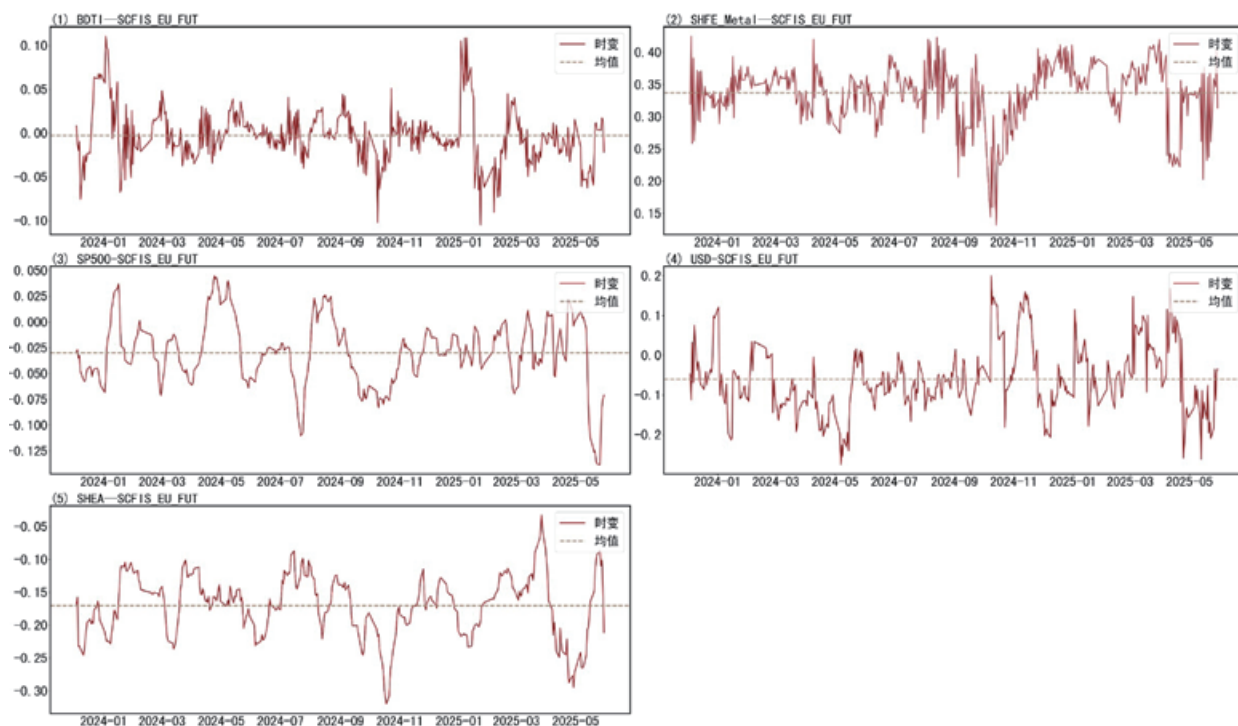 (1) BDTI—SCFIS_EU_FUT
0.10
0.05
0.00
-0.05
-0.10
时变
均值
2024-01 2024-03 2024-05 2024-07 2024-09 2024-11 2025-01 2025-03 2025-05
(2) SHFE_Metal—SCFIS_EU_FUT
0.40
0.35
0.30
0.25
0.20
0.15
时变
均值
2024-01 2024-03 2024-05 2024-07 2024-09 2024-11 2025-01 2025-03 2025-05
(3) SP500-SCFIS_EU_FUT
0.050
0.025
0.000
-0.025
-0.050
-0.075
-0.100
-0.125
时变
均值
2024-01 2024-03 2024-05 2024-07 2024-09 2024-11 2025-01 2025-03 2025-05
(4) USD-SCFIS_EU_FUT
0.2
0.1
0.0
-0.1
-0.2
时变
均值
2024-01 2024-03 2024-05 2024-07 2024-09 2024-11 2025-01 2025-03 2025-05
(5) SHEA—SCFIS_EU_FUT
-0.05
-0.10
-0.15
-0.20
-0.25
-0.30
时变
均值
2024-01 2024-03 2024-05 2024-07 2024-09 2024-11 2025-01 2025-03 2025-05